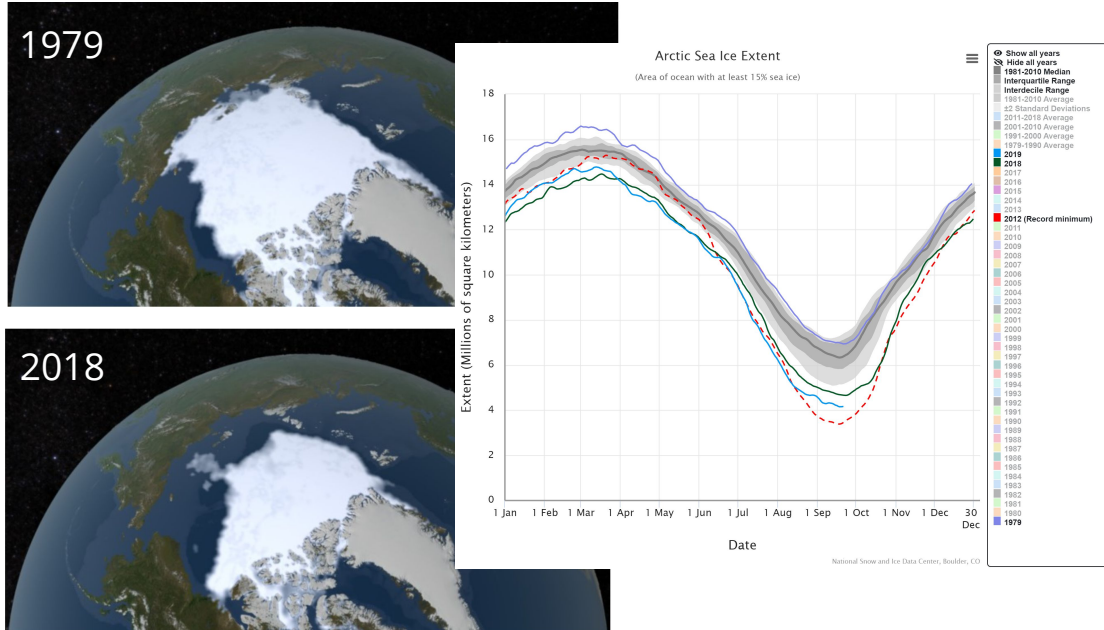 1979
2018
Arctic Sea Ice Extent
(Area of ocean with at least 15% sea ice)
Extent (Millions of square kilometers)
18
16
14
12
10
8
6
4
2
0
1 Jan 1 Feb 1 Mar 1 Apr 1 May 1 Jun 1 Jul 1 Aug 1 Sep 1 Oct 1 Nov 1 Dec 30 Dec
Date
National Snow and Ice Data Center, Boulder, CO
Show all years
Hide all years
1981-2010 Median
Interquartile Range
Interdecile Range
1981-2010 Average
±2 Standard Deviations
2011-2018 Average
2001-2010 Average
1991-2000 Average
1979-1990 Average
2019
2018
2017
2016
2015
2014
2013
2012 (Record minimum)
2011
2010
2009
2008
2007
2006
2005
2004
2003
2002
2001
2000
1999
1998
1997
1996
1995
1994
1993
1992
1991
1990
1989
1988
1987
1986
1985
1984
1983
1982
1981
1980
1979